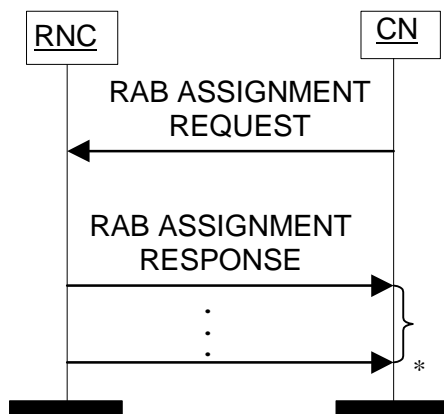 RNC
CN
RAB ASSIGNMENT
REQUEST
RAB ASSIGNMENT
RESPONSE
*